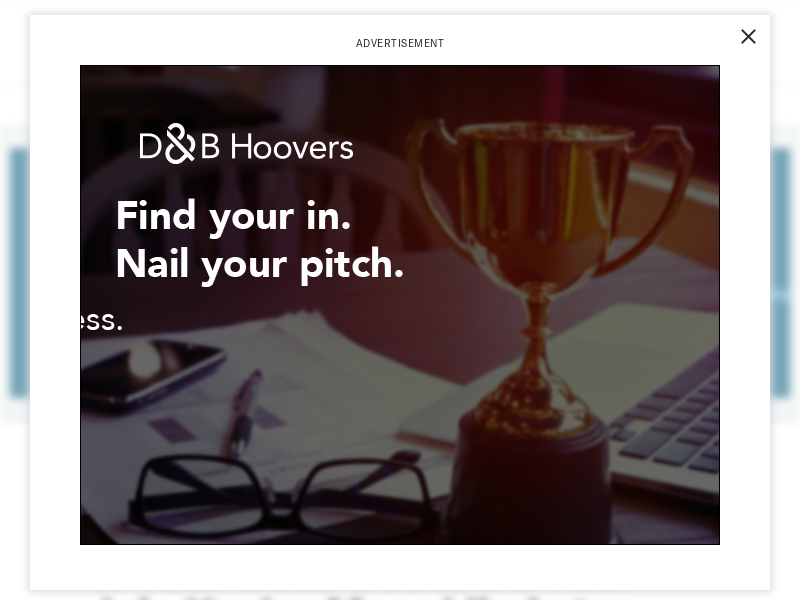 ADVERTISEMENT
D&B Hoovers
Find your in.
Nail your pitch.
ess.